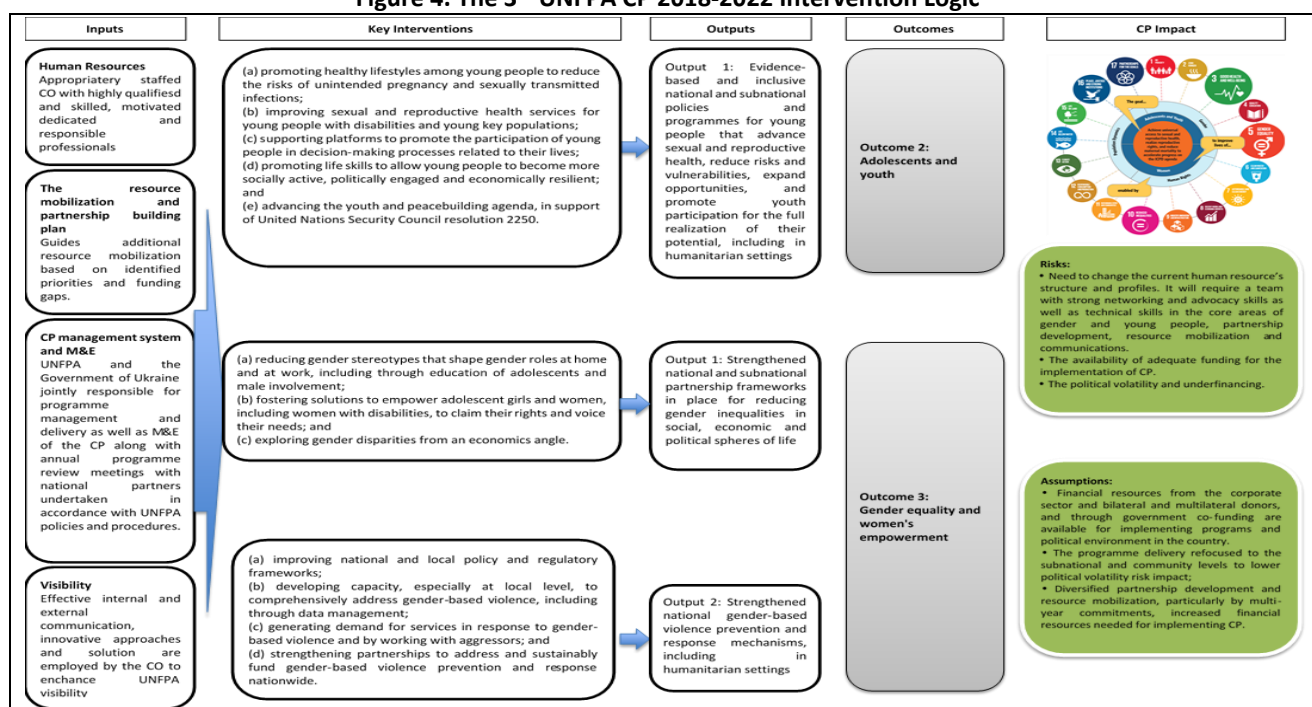 Figure 4: The 3rd UNFPA CP 2018-2022 Intervention Logic
Inputs
Key Interventions
Outputs
Outcomes
CP Impact
Human Resources
Appropriatery staffed
CO with highly qualifiesd
and skilled, motivated
dedicated and
responsible
professionals
The resource
mobilization and
partnership building
plan
Guides additional
resource mobilization
based on identified
priorities and funding
gaps.
CP management system
and M&E
UNFPA and the
Government of Ukraine
jointly responsible for
programme
management and
delivery as well as M&E
of the CP along with
annual programme
review meetings with
national partners
undertaken in
accordance with UNFPA
policies and procedures.
Visibility
Effective internal and
external
communication,
innovative approaches
and solution are
employed by the CO to
enchance UNFPA
visibility
(a) promoting healthy lifestyles among young people to reduce
the risks of unintended pregnancy and sexually transmitted
infections;
(b) improving sexual and reproductive health services for
young people with disabilities and young key populations;
(c) supporting platforms to promote the participation of young
people in decision-making processes related to their lives;
(d) promoting life skills to allow young people to become more
socially active, politically engaged and economically resilient;
and
(e) advancing the youth and peacebuilding agenda, in support
of United Nations Security Council resolution 2250.
(a) reducing gender stereotypes that shape gender roles at home
and at work, including through education of adolescents and
male involvement;
(b) fostering solutions to empower adolescent girls and women,
including women with disabilities, to claim their rights and voice
their needs; and
(c) exploring gender disparities from an economics angle.
(a) improving national and local policy and regulatory
frameworks;
(b) developing capacity, especially at local level, to
comprehensively address gender-based violence, including
through data management;
(c) generating demand for services in response to gender-
based violence and by working with aggressors; and
(d) strengthening partnerships to address and sustainably
fund gender-based violence prevention and response
nationwide.
Output 1: Evidence-
based and inclusive
national and subnational
policies and
programmes for young
people that advance
sexual and reproductive
health, reduce risks and
vulnerabilities, expand
opportunities, and
promote youth
participation for the full
realization of their
potential, including in
humanitarian settings
Output 1: Strengthened
national and subnational
partnership frameworks
in place for reducing
gender inequalities in
social, economic and
political spheres of life
Output 2: Strengthened
national gender-based
violence prevention and
response mechanisms,
including in
humanitarian settings
Outcome 2:
Adolescents and
youth
Outcome 3:
Gender equality and
women's
empowerment
17
1
2
3
16
4
15
5
14
10
The goal...
To improve
lives of...
enabled by
Adolescents and Youth
Women
Human Rights
Risks:
• Need to change the current human resource's
structure and profiles. It will require a team
with strong networking and advocacy skills as
well as technical skills in the core areas of
gender and young people, partnership
development, resource mobilization and
communications.
• The availability of adequate funding for the
implementation of CP.
• The political volatility and underfinancing.
Assumptions:
• Financial resources from the corporate
sector and bilateral and multilateral donors,
and through government co-funding are
available for implementing programs and
political environment in the country.
• The programme delivery refocused to the
subnational and community levels to lower
political volatility risk impact;
• Diversified partnership development and
resource mobilization, particularly by multi-
year commitments, increased financial
resources needed for implementing CP.